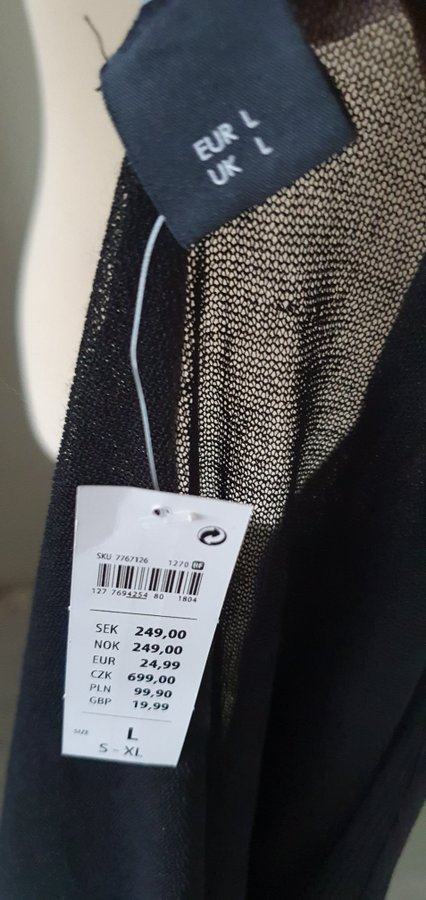 EUR L
UK L
SKU 7767126 1270 BF
127 7694254 80 1804
SEK 249,00
NOK 249,00
EUR 24,99
CZK 699,00
PLN 99,90
GBP 19,99
SIZE L
S - XL